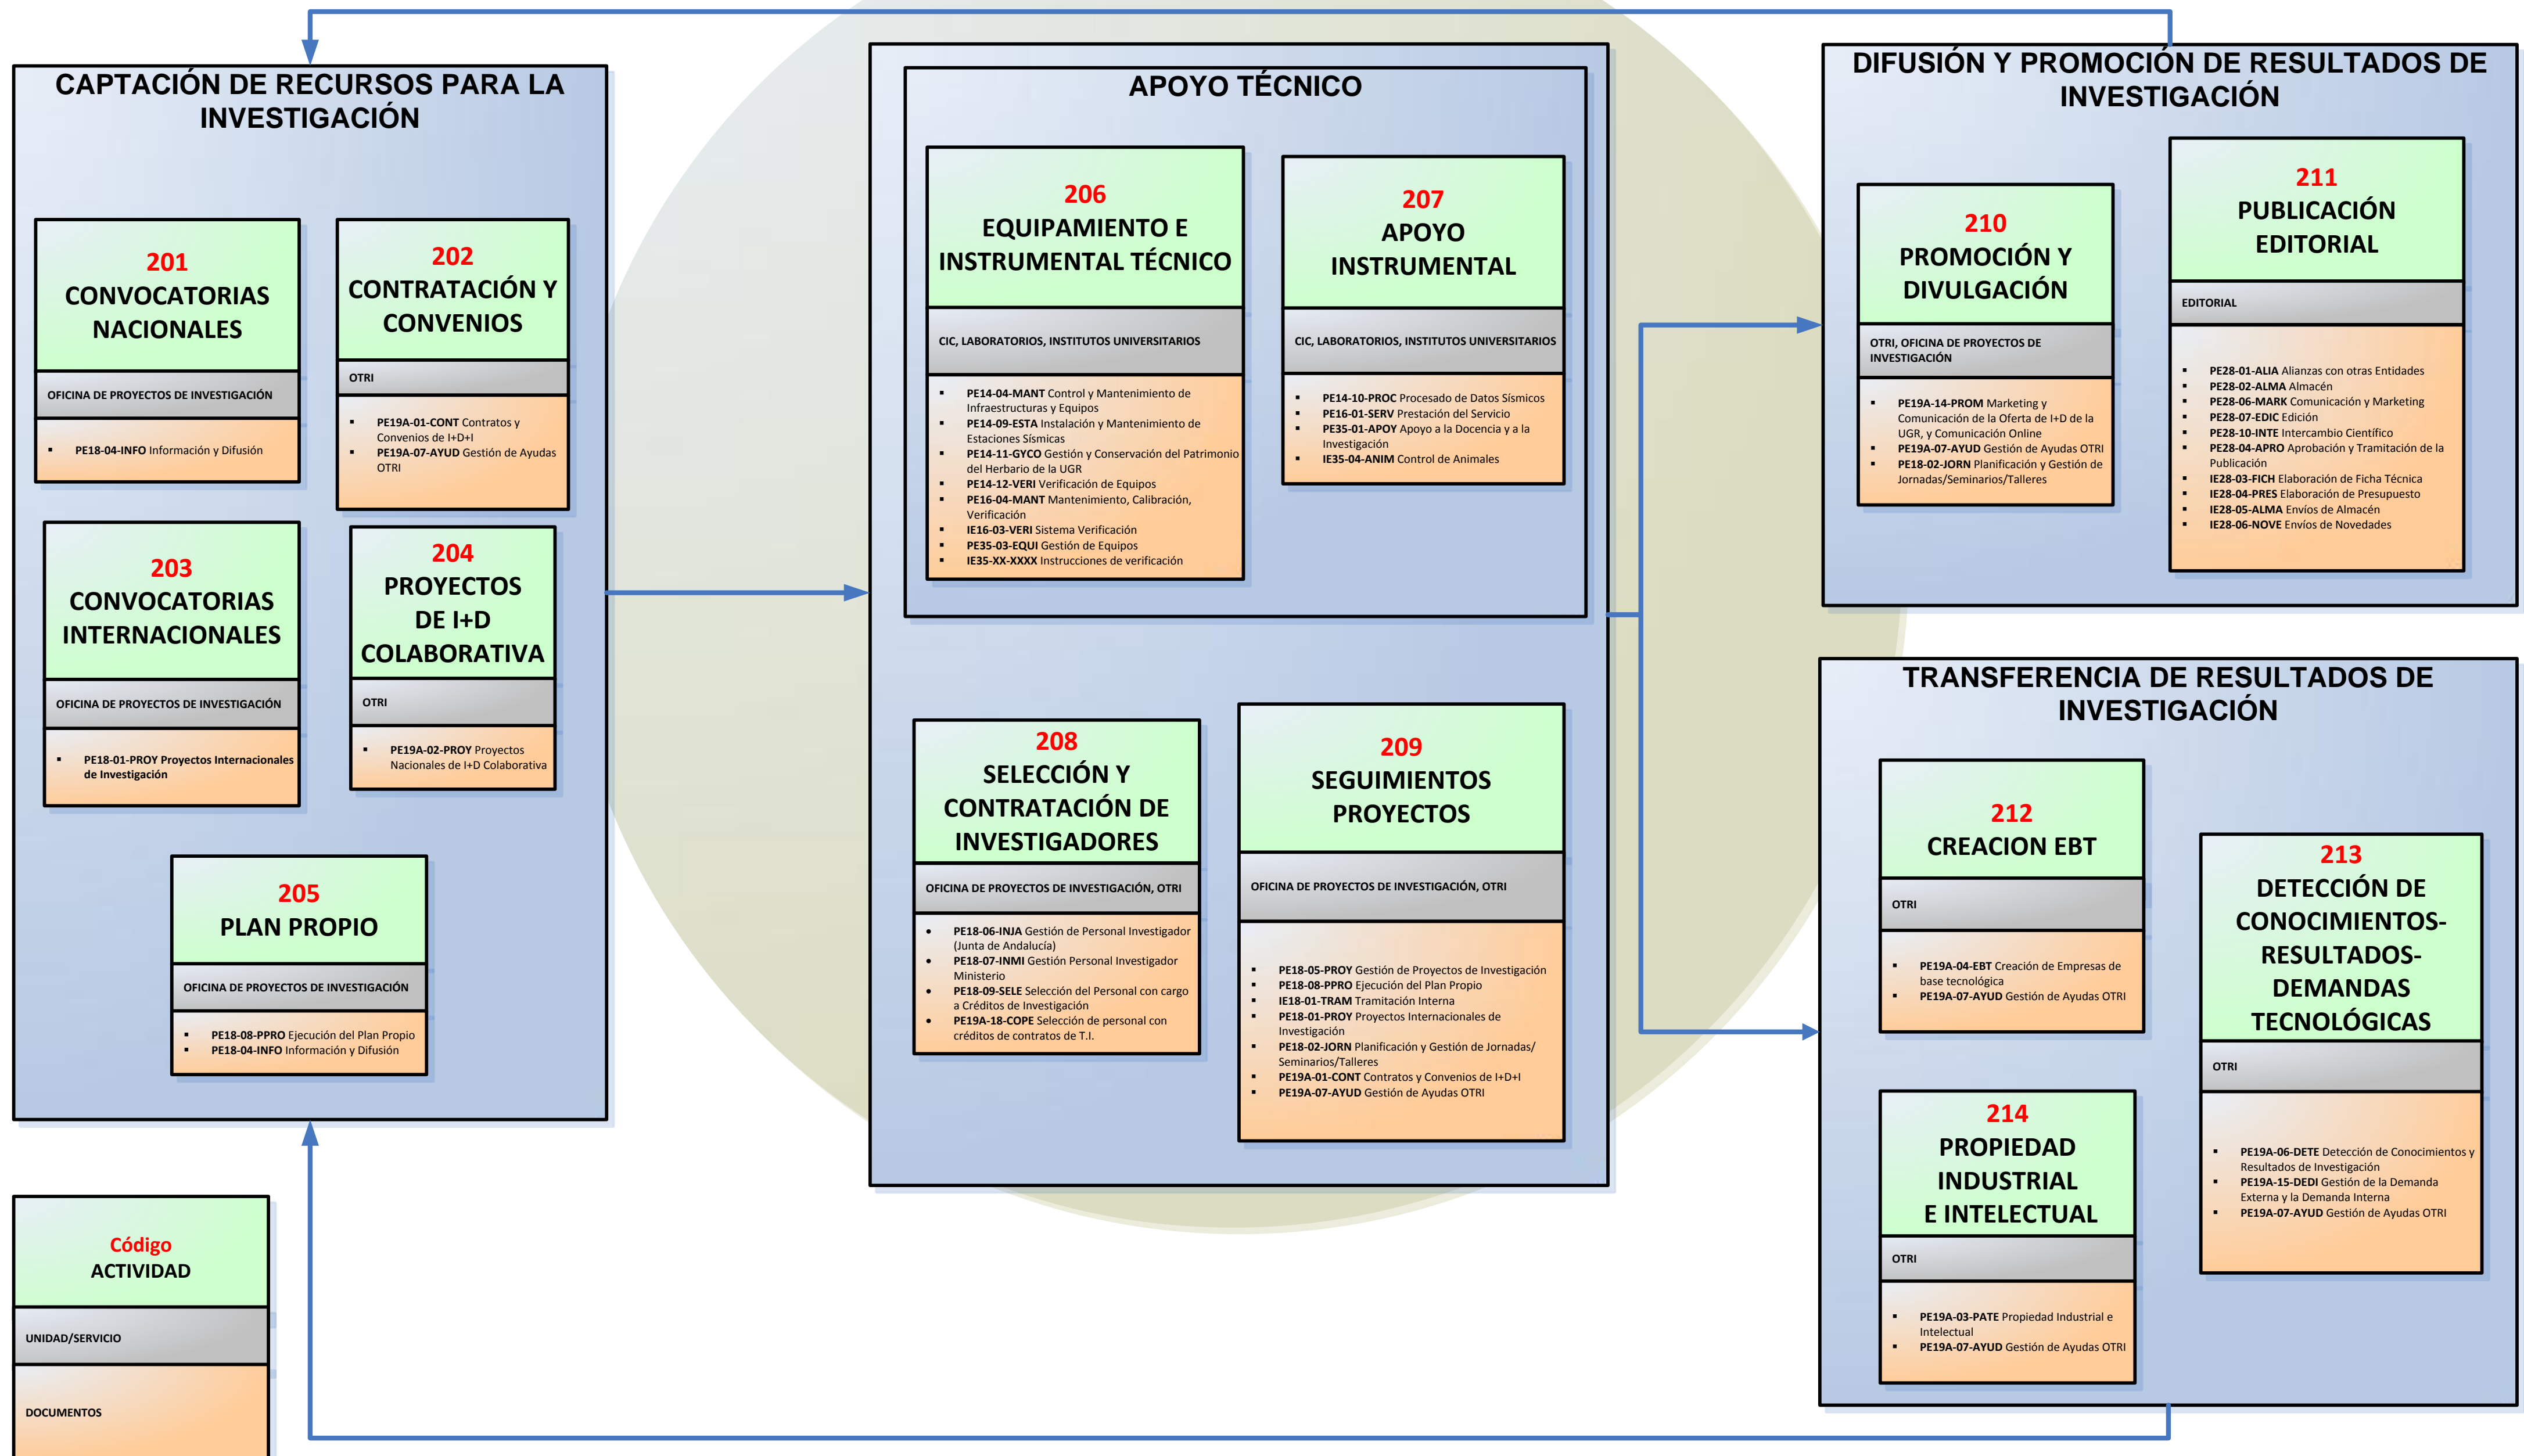 CAPTACIÓN DE RECURSOS PARA LA
INVESTIGACIÓN
201
CONVOCATORIAS
NACIONALES
OFICINA DE PROYECTOS DE INVESTIGACIÓN
▪ PE18-04-INFO Información y Difusión
202
CONTRATACIÓN Y
CONVENIOS
OTRI
▪ PE19A-01-CONT Contratos y
Convenios de I+D+I
▪ PE19A-07-AYUD Gestión de Ayudas
OTRI
203
CONVOCATORIAS
INTERNACIONALES
OFICINA DE PROYECTOS DE INVESTIGACIÓN
▪ PE18-01-PROY Proyectos Internacionales
de Investigación
204
PROYECTOS
DE I+D
COLABORATIVA
OTRI
▪ PE19A-02-PROY Proyectos
Nacionales de I+D Colaborativa
205
PLAN PROPIO
OFICINA DE PROYECTOS DE INVESTIGACIÓN
▪ PE18-08-PPRO Ejecución del Plan Propio
▪ PE18-04-INFO Información y Difusión
Código
ACTIVIDAD
UNIDAD/SERVICIO
DOCUMENTOS
APOYO TÉCNICO
206
EQUIPAMIENTO E
INSTRUMENTAL TÉCNICO
CIC, LABORATORIOS, INSTITUTOS UNIVERSITARIOS
▪ PE14-04-MANT Control y Mantenimiento de
Infraestructuras y Equipos
▪ PE14-09-ESTA Instalación y Mantenimiento de
Estaciones Sísmicas
▪ PE14-11-GYCO Gestión y Conservación del Patrimonio
del Herbario de la UGR
▪ PE14-12-VERI Verificación de Equipos
▪ PE16-04-MANT Mantenimiento, Calibración,
Verificación
▪ IE16-03-VERI Sistema Verificación
▪ PE35-03-EQUI Gestión de Equipos
▪ IE35-XX-XXXX Instrucciones de verificación
207
APOYO
INSTRUMENTAL
CIC, LABORATORIOS, INSTITUTOS UNIVERSITARIOS
▪ PE14-10-PROC Procesado de Datos Sísmicos
▪ PE16-01-SERV Prestación del Servicio
▪ PE35-01-APOY Apoyo a la Docencia y a la
Investigación
▪ IE35-04-ANIM Control de Animales
208
SELECCIÓN Y
CONTRATACIÓN DE
INVESTIGADORES
OFICINA DE PROYECTOS DE INVESTIGACIÓN, OTRI
• PE18-06-INJA Gestión de Personal Investigador
(Junta de Andalucía)
• PE18-07-INMI Gestión Personal Investigador
Ministerio
• PE18-09-SELE Selección del Personal con cargo
a Créditos de Investigación
• PE19A-18-COPE Selección de personal con
créditos de contratos de T.I.
209
SEGUIMIENTOS
PROYECTOS
OFICINA DE PROYECTOS DE INVESTIGACIÓN, OTRI
▪ PE18-05-PROY Gestión de Proyectos de Investigación
▪ PE18-08-PPRO Ejecución del Plan Propio
▪ IE18-01-TRAM Tramitación Interna
▪ PE18-01-PROY Proyectos Internacionales de
Investigación
▪ PE18-02-JORN Planificación y Gestión de Jornadas/
Seminarios/Talleres
▪ PE19A-01-CONT Contratos y Convenios de I+D+I
▪ PE19A-07-AYUD Gestión de Ayudas OTRI
DIFUSIÓN Y PROMOCIÓN DE RESULTADOS DE
INVESTIGACIÓN
210
PROMOCIÓN Y
DIVULGACIÓN
OTRI, OFICINA DE PROYECTOS DE
INVESTIGACIÓN
▪ PE19A-14-PROM Marketing y
Comunicación de la Oferta de I+D de la
UGR, y Comunicación Online
▪ PE19A-07-AYUD Gestión de Ayudas OTRI
▪ PE18-02-JORN Planificación y Gestión de
Jornadas/Seminarios/Talleres
211
PUBLICACIÓN
EDITORIAL
EDITORIAL
▪ PE28-01-ALIA Alianzas con otras Entidades
▪ PE28-02-ALMA Almacén
▪ PE28-06-MARK Comunicación y Marketing
▪ PE28-07-EDIC Edición
▪ PE28-10-INTE Intercambio Científico
▪ PE28-04-APRO Aprobación y Tramitación de la
Publicación
▪ IE28-03-FICH Elaboración de Ficha Técnica
▪ IE28-04-PRES Elaboración de Presupuesto
▪ IE28-05-ALMA Envíos de Almacén
▪ IE28-06-NOVE Envíos de Novedades
TRANSFERENCIA DE RESULTADOS DE
INVESTIGACIÓN
212
CREACION EBT
OTRI
▪ PE19A-04-EBT Creación de Empresas de
base tecnológica
▪ PE19A-07-AYUD Gestión de Ayudas OTRI
213
DETECCIÓN DE
CONOCIMIENTOS-
RESULTADOS-
DEMANDAS
TECNOLÓGICAS
OTRI
▪ PE19A-06-DETE Detección de Conocimientos y
Resultados de Investigación
▪ PE19A-15-DEDI Gestión de la Demanda
Externa y la Demanda Interna
▪ PE19A-07-AYUD Gestión de Ayudas OTRI
214
PROPIEDAD
INDUSTRIAL
E INTELECTUAL
OTRI
▪ PE19A-03-PATE Propiedad Industrial e
Intelectual
▪ PE19A-07-AYUD Gestión de Ayudas OTRI